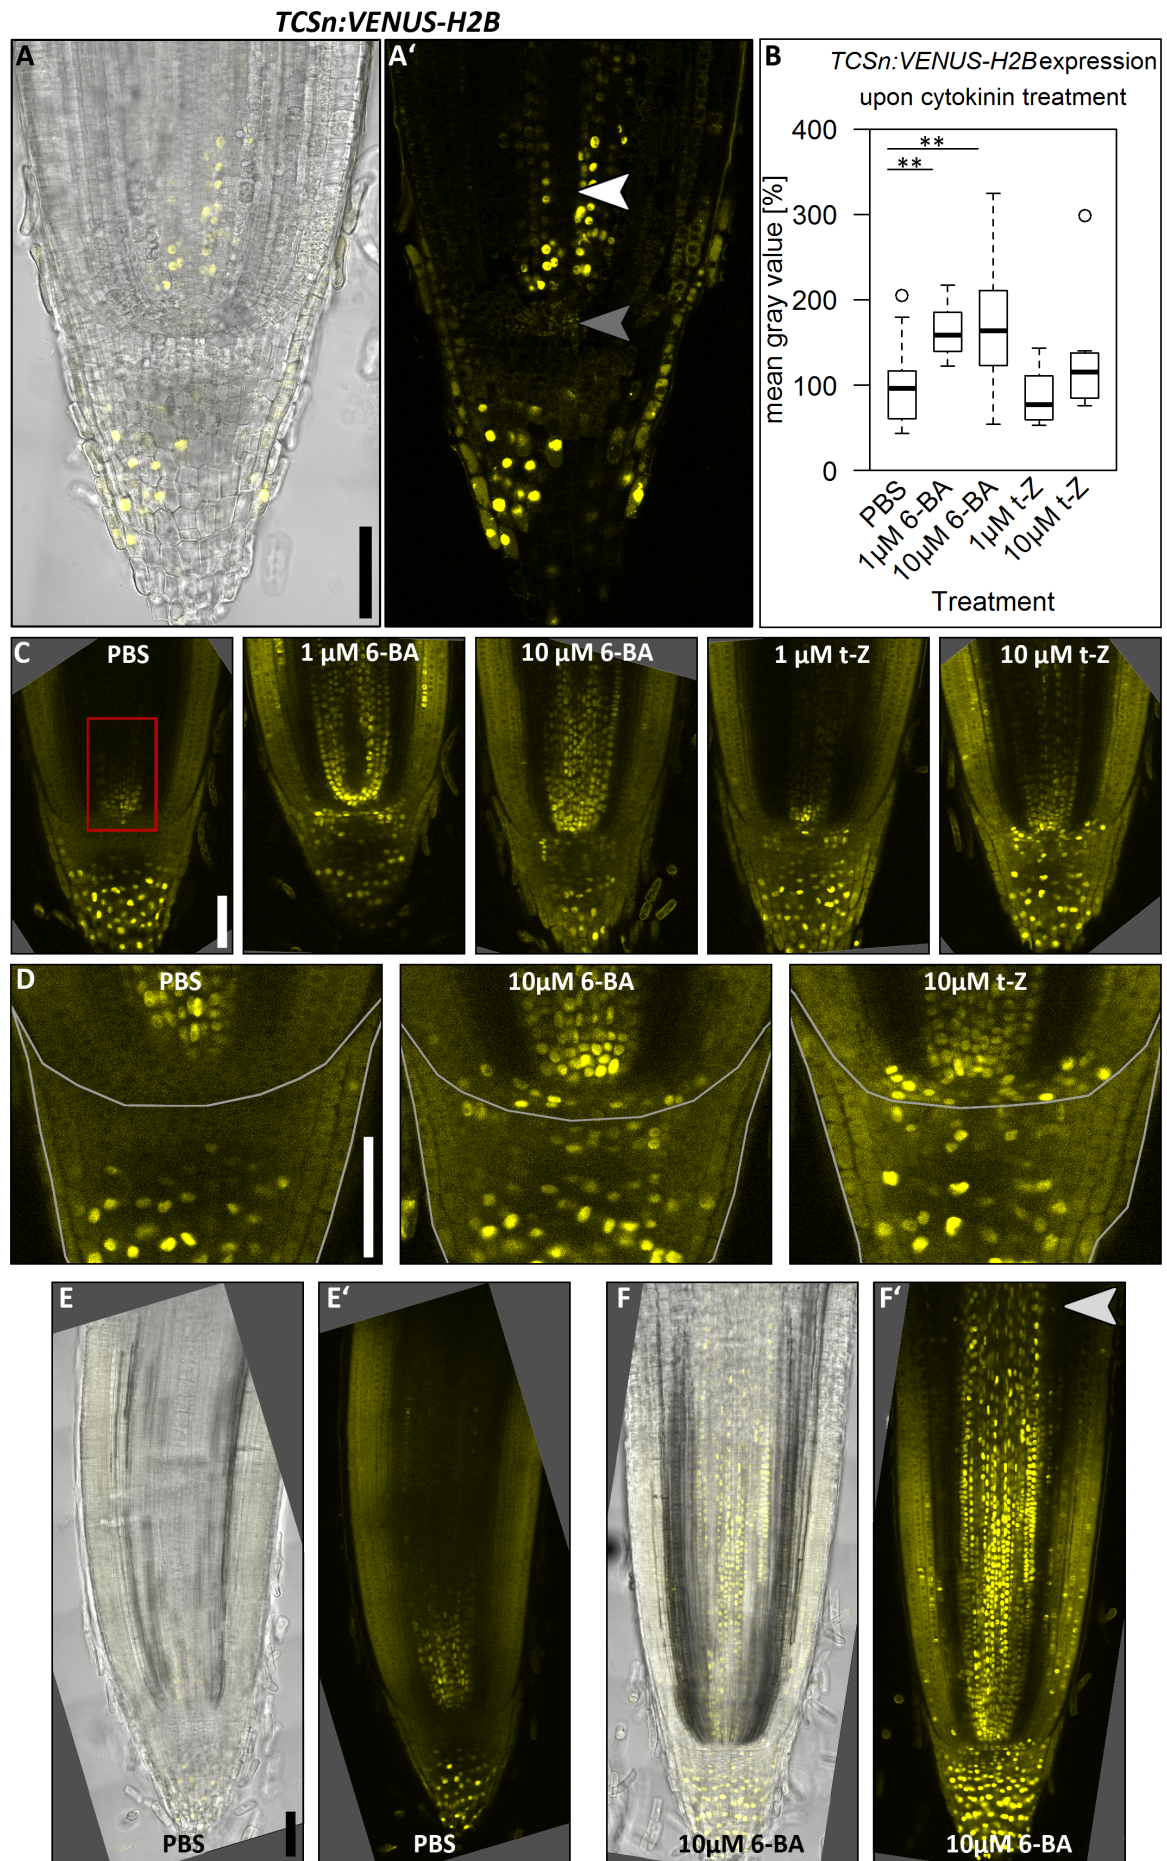 TCSn:VENUS-H2B
A
A‘
B
TCSn:VENUS-H2B expression
upon cytokinin treatment
mean gray value [%]
400
300
200
100
0
**
**
PBS
1µM 6-BA
10µM 6-BA
1µM t-Z
10µM t-Z
Treatment
C
PBS
1 µM 6-BA
10 µM 6-BA
1 µM t-Z
10 µM t-Z
D
PBS
10µM 6-BA
10µM t-Z
E
PBS
E‘
PBS
F
10µM 6-BA
F‘
10µM 6-BA